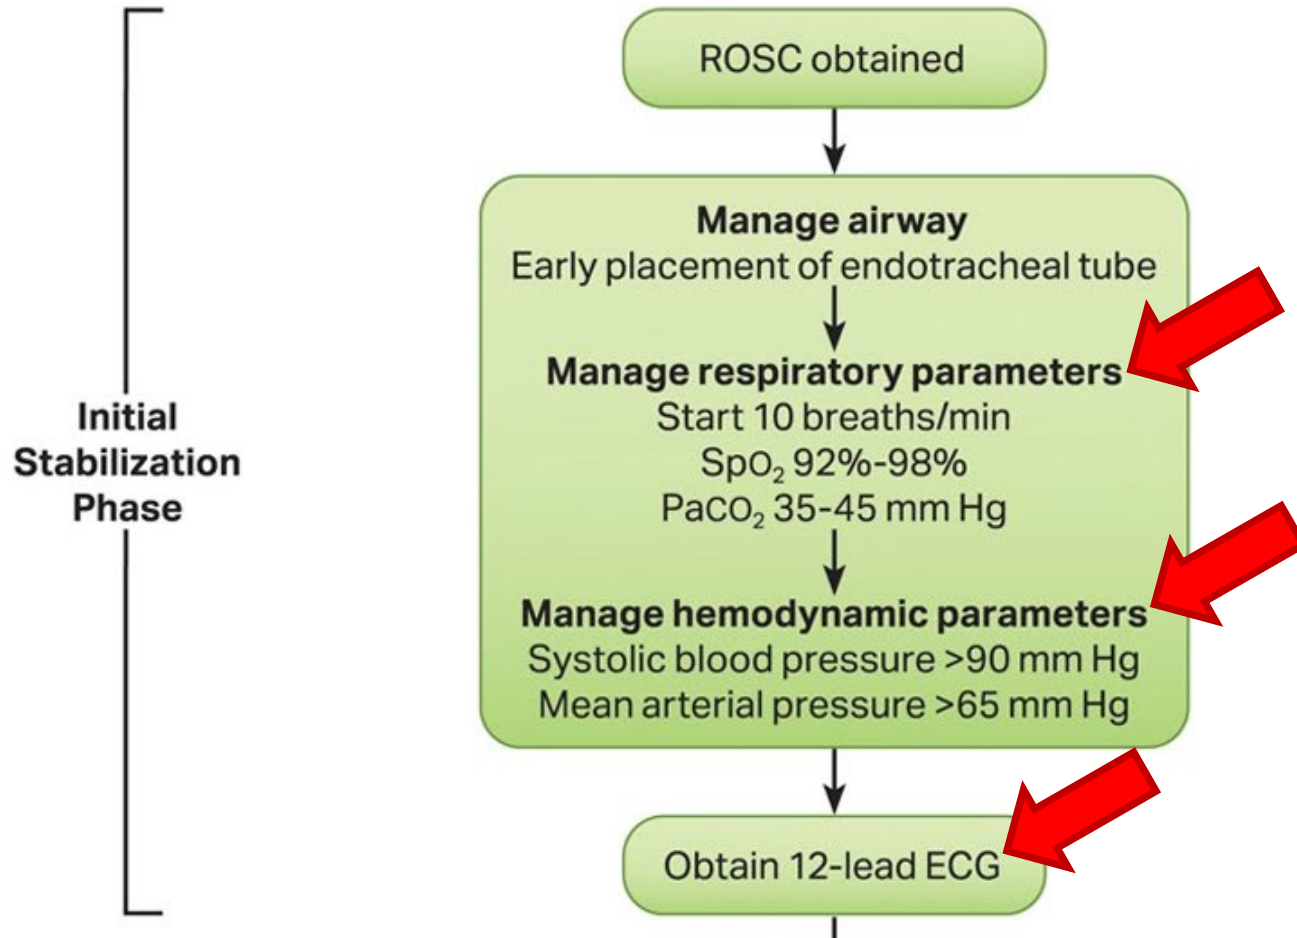 ROSC obtained
Manage airway
Early placement of endotracheal tube
Manage respiratory parameters
Start 10 breaths/min
SpO₂ 92%-98%
PaCO₂ 35-45 mm Hg
Manage hemodynamic parameters
Systolic blood pressure >90 mm Hg
Mean arterial pressure >65 mm Hg
Obtain 12-lead ECG
Initial
Stabilization
Phase